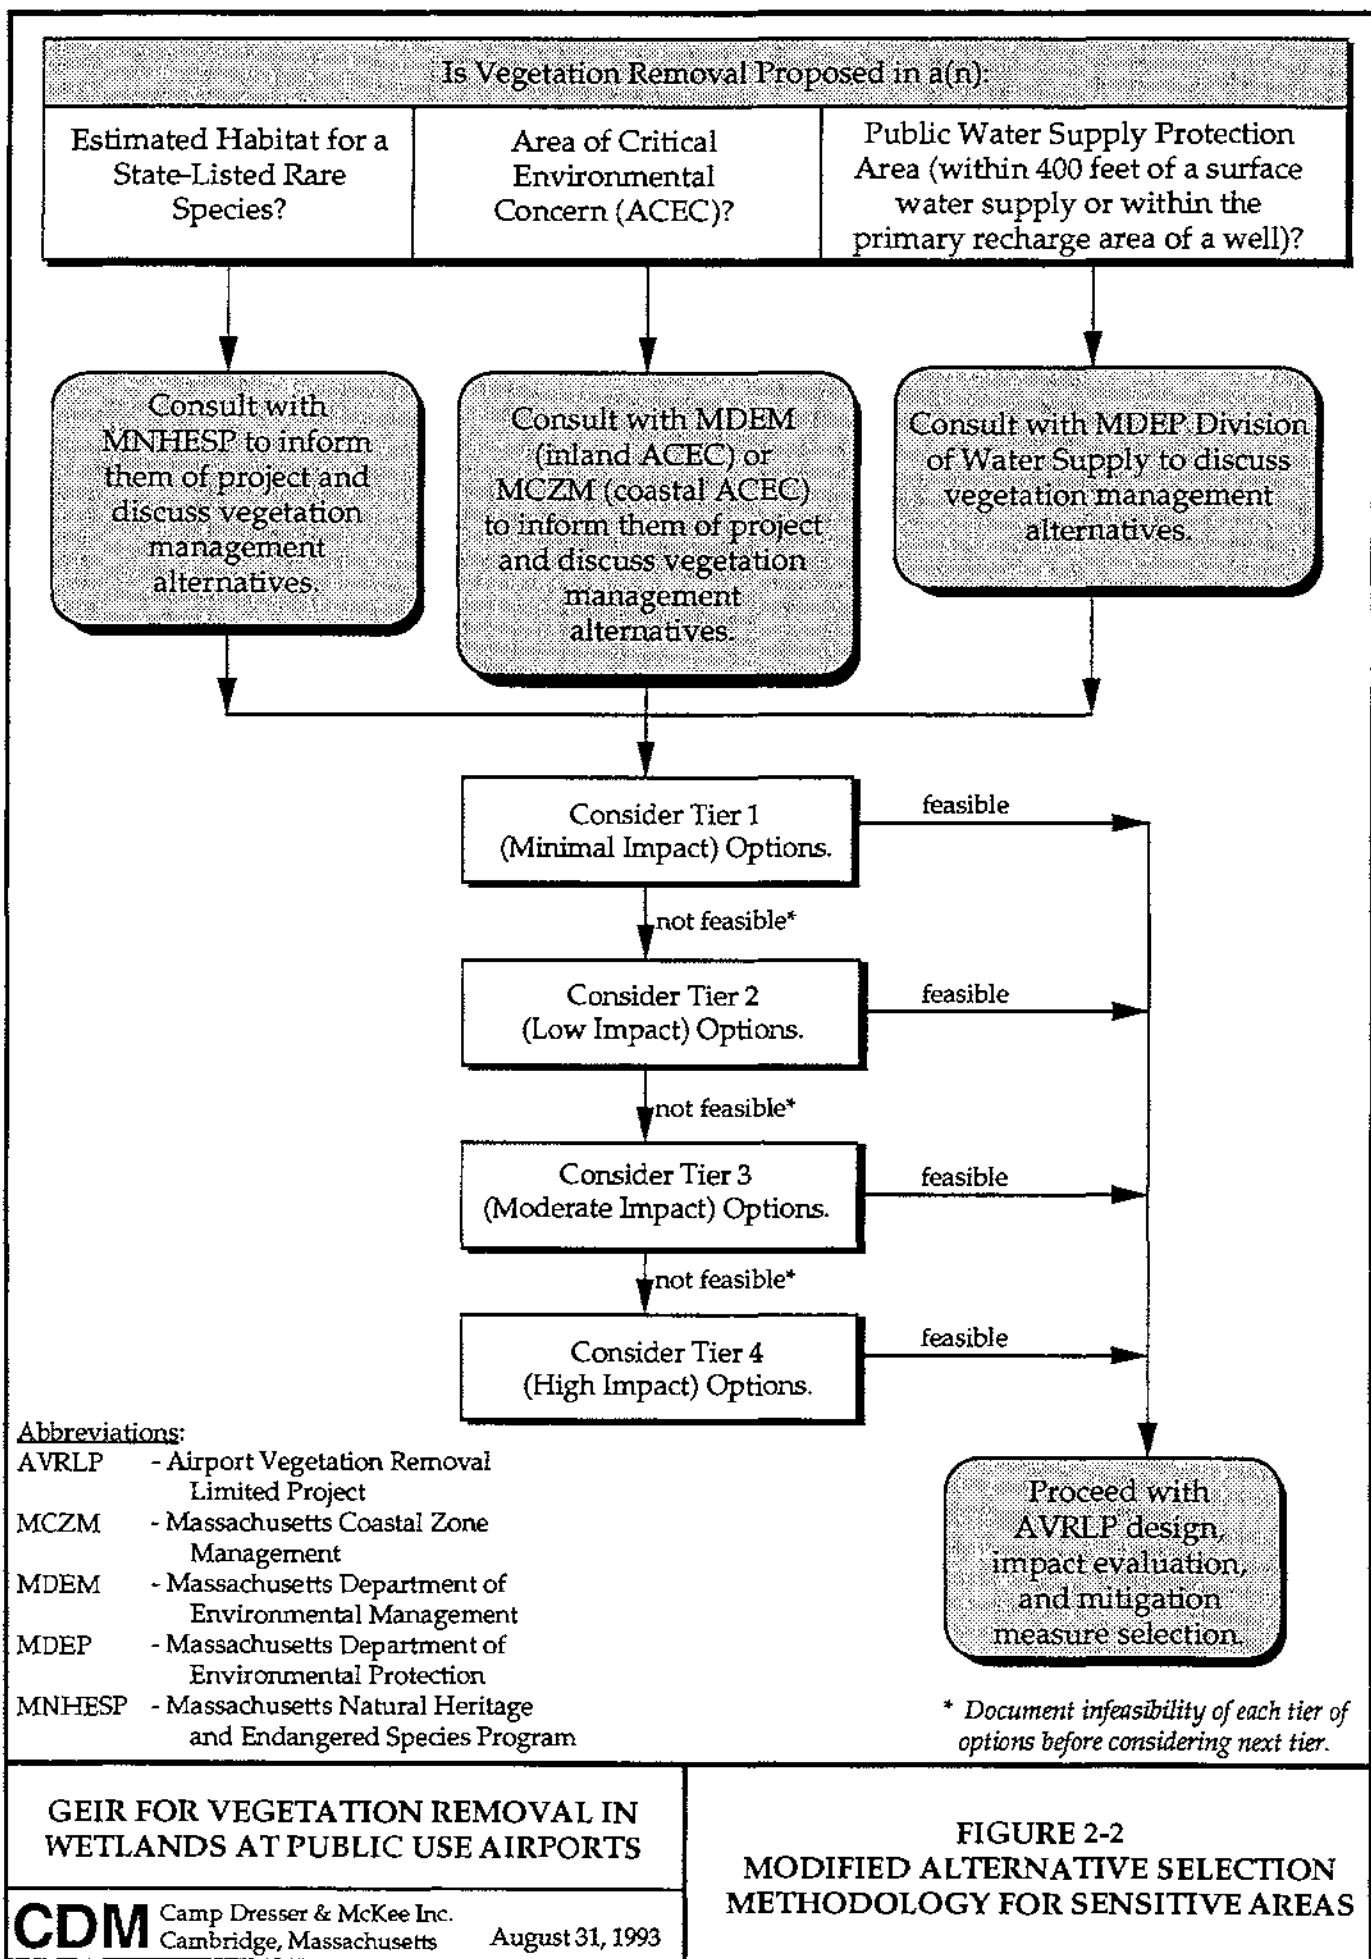 Is Vegetation Removal Proposed in a(n):
Estimated Habitat for a
State-Listed Rare
Species?
Area of Critical
Environmental
Concern (ACEC)?
Public Water Supply Protection
Area (within 400 feet of a surface
water supply or within the
primary recharge area of a well)?
Consult with
MNHESP to inform
them of project and
discuss vegetation
management
alternatives.
Consult with MDEM
(inland ACEC) or
MCZM (coastal ACEC)
to inform them of project
and discuss vegetation
management
alternatives.
Consult with MDEP Division
of Water Supply to discuss
vegetation management
alternatives.
Consider Tier 1
(Minimal Impact) Options.
feasible
not feasible*
Consider Tier 2
(Low Impact) Options.
feasible
not feasible*
Consider Tier 3
(Moderate Impact) Options.
feasible
not feasible*
Consider Tier 4
(High Impact) Options.
feasible
Proceed with
AVRLP design,
impact evaluation,
and mitigation
measure selection.
Abbreviations:
AVRLP - Airport Vegetation Removal
Limited Project
MCZM - Massachusetts Coastal Zone
Management
MDEM - Massachusetts Department of
Environmental Management
MDEP - Massachusetts Department of
Environmental Protection
MNHESP - Massachusetts Natural Heritage
and Endangered Species Program
* Document infeasibility of each tier of
options before considering next tier.
GEIR FOR VEGETATION REMOVAL IN
WETLANDS AT PUBLIC USE AIRPORTS
CDM Camp Dresser & McKee Inc.
Cambridge, Massachusetts August 31, 1993
FIGURE 2-2
MODIFIED ALTERNATIVE SELECTION
METHODOLOGY FOR SENSITIVE AREAS